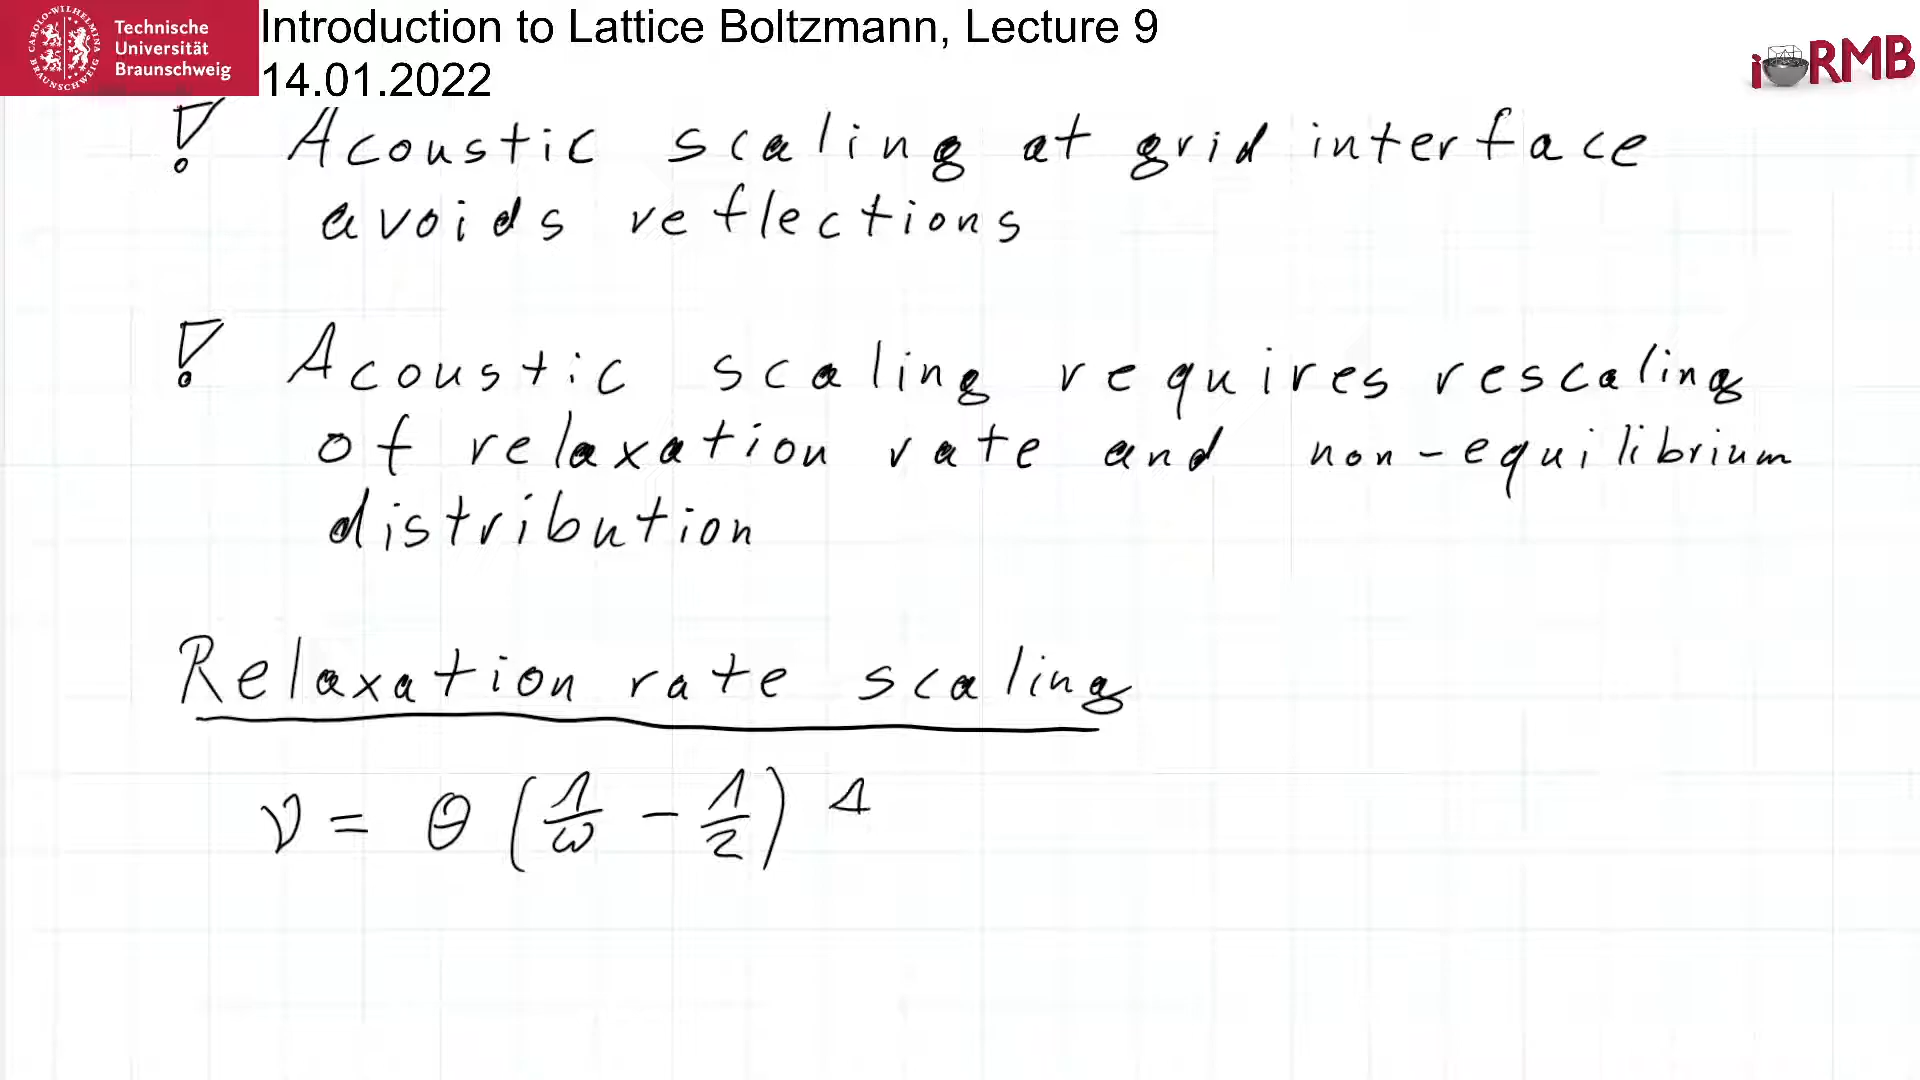 Technische
Universität
Braunschweig
Introduction to Lattice Boltzmann, Lecture 9
14.01.2022
iRMB
! Acoustic scaling at grid interface
avoids reflections
! Acoustic scaling requires rescaling
of relaxation rate and non-equilibrium
distribution
Relaxation rate scaling
ν = θ (1/ω - 1/2)